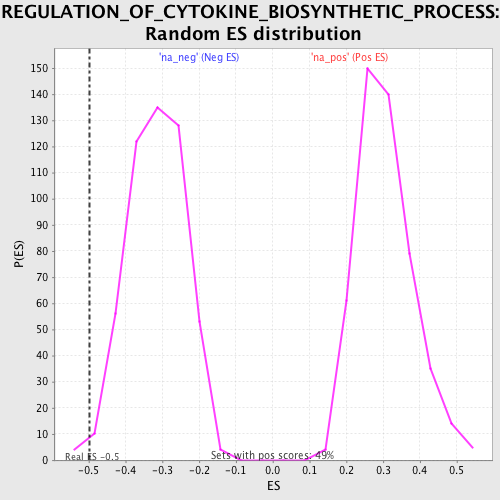 REGULATION_OF_CYTOKINE_BIOSYNTHETIC_PROCESS:
Random ES distribution
'na_neg' (Neg ES)
'na_pos' (Pos ES)
150
140
130
120
110
100
90
80
70
60
50
40
30
20
10
0
P(ES)
Real ES -0.5
Sets with pos scores: 49%
-0.5 -0.4 -0.3 -0.2 -0.1 0.0 0.1 0.2 0.3 0.4 0.5
ES